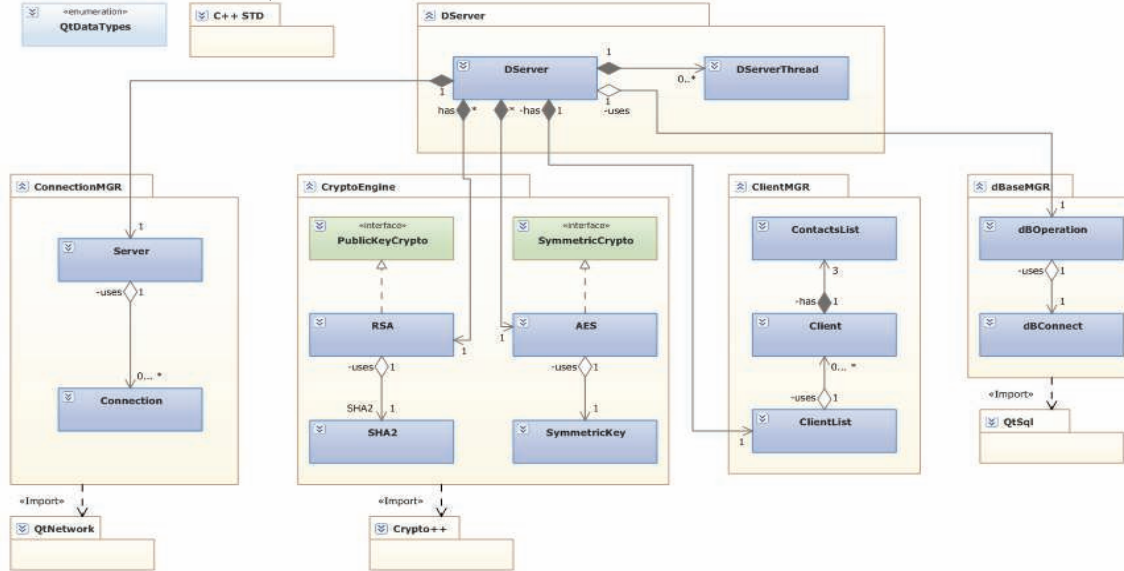 «enumeration»
QtDataTypes
C++ STD
DServer
DServer
DServerThread
1
0..*
1
1
-uses
has
*
*
-has
1
ConnectionMGR
1
Server
-uses
1
0... *
Connection
«Import»
QtNetwork
CryptoEngine
«interface»
PublicKeyCrypto
«interface»
SymmetricCrypto
RSA
1
AES
1
-uses
1
-uses
1
SHA2
1
1
SHA2
SymmetricKey
«Import»
Crypto++
ClientMGR
ContactsList
3
-has
1
Client
0... *
-uses
1
ClientList
1
dBaseMGR
1
dBOperation
-uses
1
1
dBConnect
«Import»
QtSql